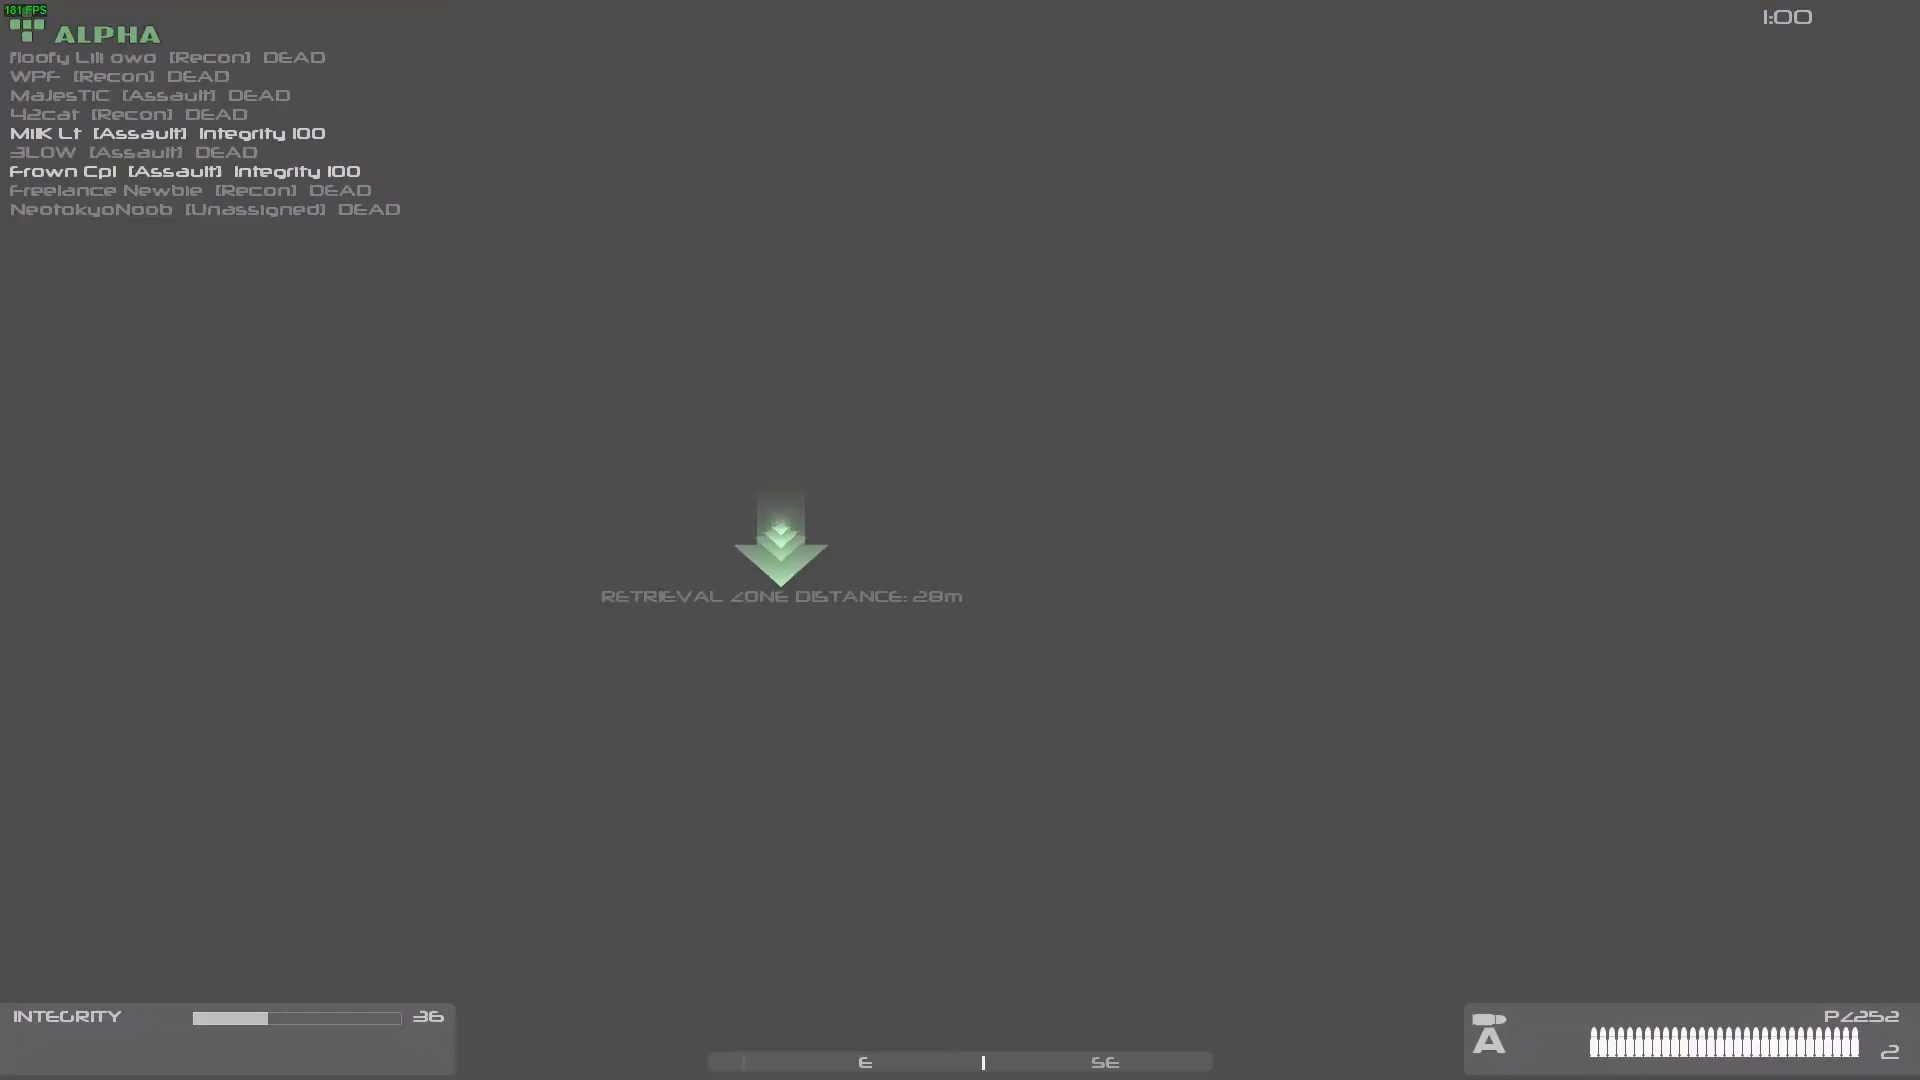 181 FPS
ALPHA
1:00
floofy Lili owo [Recon] DEAD
WPF [Recon] DEAD
MaJesTIC [Assault] DEAD
42cat [Recon] DEAD
MilK Lt [Assault] Integrity 100
3LOW [Assault] DEAD
Frown Cpl [Assault] Integrity 100
Freelance Newbie [Recon] DEAD
NeotokyoNoob [Unassigned] DEAD
RETRIEVAL ZONE DISTANCE: 28m
INTEGRITY 36
E SE
A
PZ252
2